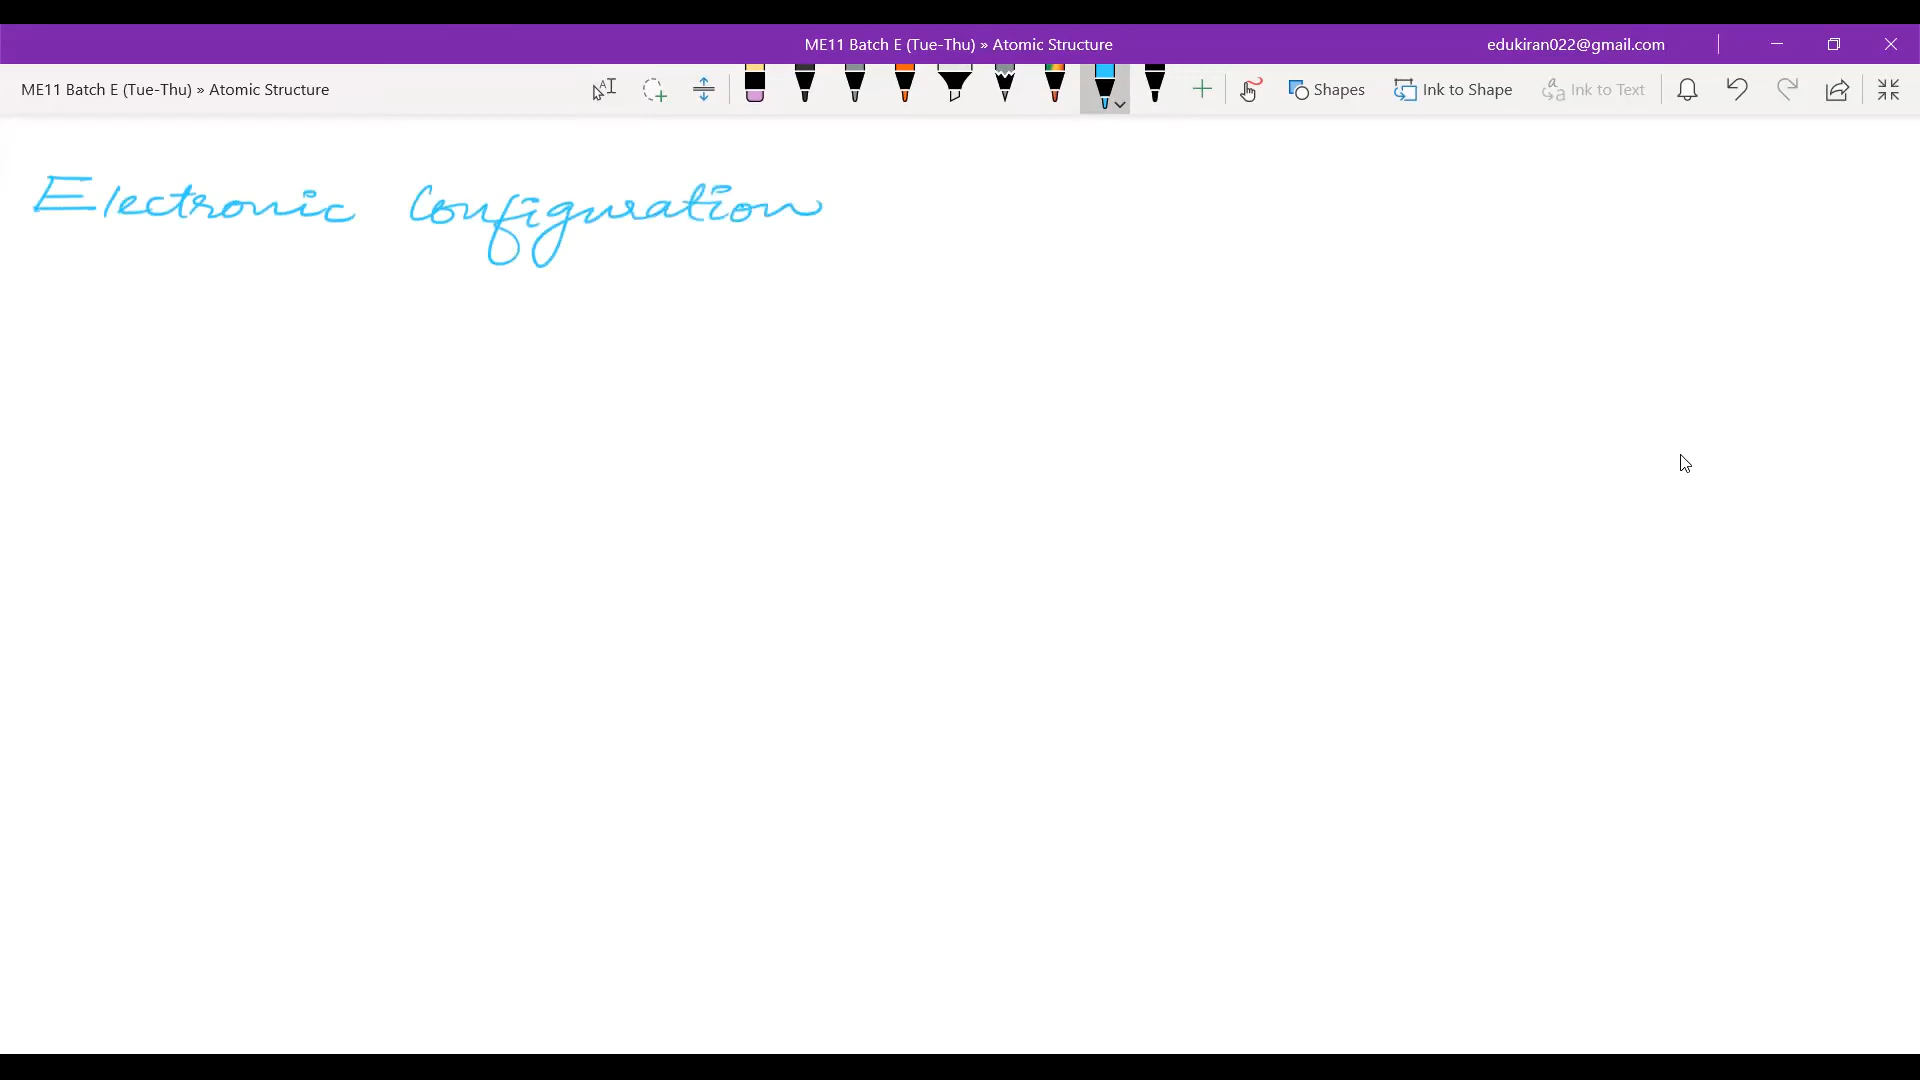 ME11 Batch E (Tue-Thu) » Atomic Structure
edukiran022@gmail.com
ME11 Batch E (Tue-Thu) » Atomic Structure
Shapes
Ink to Shape
Ink to Text
Electronic Configuration